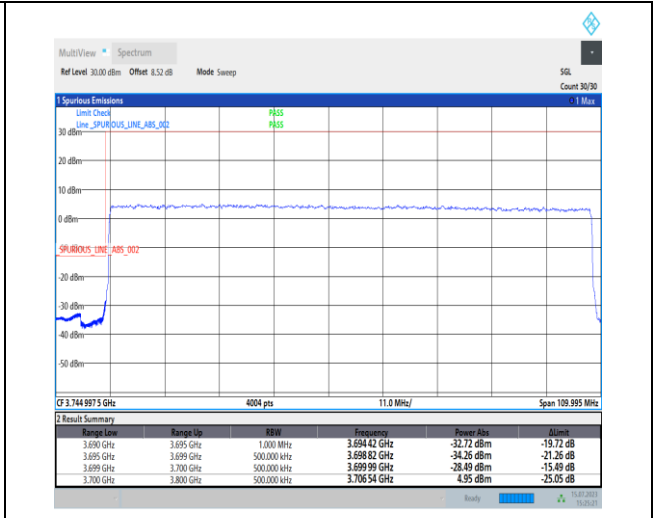 MultiView Spectrum
Ref Level 30.00 dBm Offset 8.52 dB Mode Sweep SGL
Count 30/30
1 Spurious Emissions 1 Max
Limit Check PASS
Line _SPURIOUS_LINE_ABS_002 PASS
30 dBm
20 dBm
10 dBm
0 dBm
_SPURIOUS_LINE_ABS_002
-20 dBm
-30 dBm
-40 dBm
-50 dBm
CF 3.744 997 5 GHz 4004 pts 11.0 MHz/ Span 109.995 MHz
2 Result Summary
Range Low Range Up RBW Frequency Power Abs ΔLimit
3.690 GHz 3.695 GHz 1.000 MHz 3.694 42 GHz -32.72 dBm -19.72 dB
3.695 GHz 3.699 GHz 500.000 kHz 3.698 82 GHz -34.26 dBm -21.26 dB
3.699 GHz 3.700 GHz 500.000 kHz 3.699 99 GHz -28.49 dBm -15.49 dB
3.700 GHz 3.800 GHz 500.000 kHz 3.706 54 GHz 4.95 dBm -25.05 dB
Ready 15.07.2023